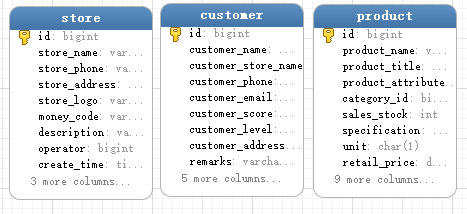 store
id: bigint
store_name: var...
store_phone: va...
store_address: ...
store_logo: var...
money_code: var...
description: va...
operator: bigint
create_time: ti...
3 more columns...
customer
id: bigint
customer_name: ...
customer_store_name
customer_phone: ...
customer_email: ...
customer_score: ...
customer_level: ...
customer_address...
remarks: varcha...
5 more columns...
product
id: bigint
product_name: v...
product_title: ...
product_attribute...
category_id: bi...
sales_stock: int
specification: ...
unit: char(1)
retail_price: d...
9 more columns...